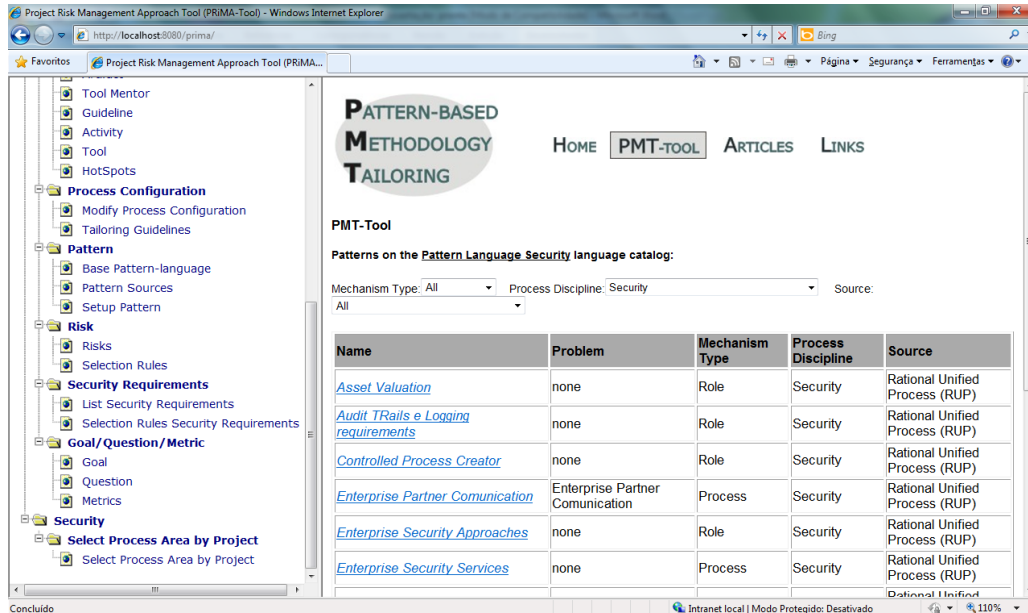 Project Risk Management Approach Tool (PRiMA-Tool) - Windows Internet Explorer
http://localhost:8080/prima/
Bing
Favoritos
Project Risk Management Approach Tool (PRiMA...
Página
Segurança
Ferramentas
Tool Mentor
Guideline
Activity
Tool
HotSpots
Process Configuration
Modify Process Configuration
Tailoring Guidelines
Pattern
Base Pattern-language
Pattern Sources
Setup Pattern
Risk
Risks
Selection Rules
Security Requirements
List Security Requirements
Selection Rules Security Requirements
Goal/Question/Metric
Goal
Question
Metrics
Security
Select Process Area by Project
Select Process Area by Project
PATTERN-BASED
METHODOLOGY
TAILORING
HOME PMT-TOOL ARTICLES LINKS
PMT-Tool
Patterns on the Pattern Language Security language catalog:
Mechanism Type: All Process Discipline: Security Source:
All
Name Problem Mechanism Type Process Discipline Source
Asset Valuation none Role Security Rational Unified Process (RUP)
Audit TRails e Logging requirements none Role Security Rational Unified Process (RUP)
Controlled Process Creator none Role Security Rational Unified Process (RUP)
Enterprise Partner Comunication Enterprise Partner Comunication Process Security Rational Unified Process (RUP)
Enterprise Security Approaches none Role Security Rational Unified Process (RUP)
Enterprise Security Services none Process Security Rational Unified Process (RUP)
Rational Unified
Concluído
Intranet local | Modo Protegido: Desativado
110%